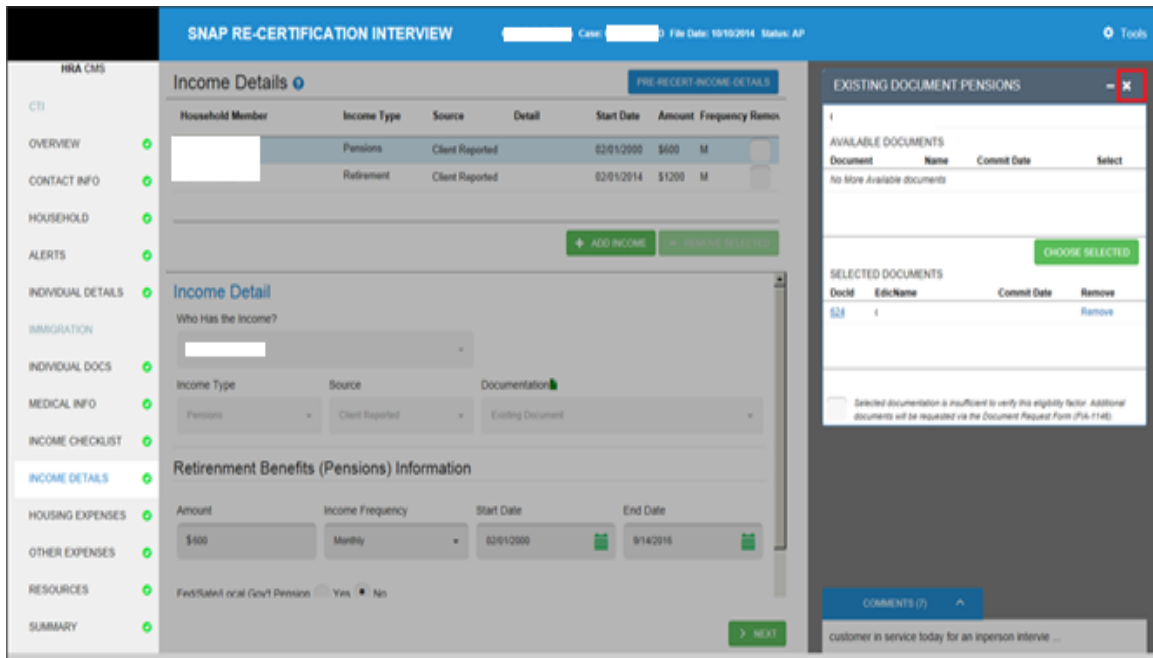 SNAP RE-CERTIFICATION INTERVIEW
Case: File Date: 10/10/2014 Status: AP
Tools
HRA CMS
CTI
OVERVIEW
CONTACT INFO
HOUSEHOLD
ALERTS
INDIVIDUAL DETAILS
IMMIGRATION
INDIVIDUAL DOCS
MEDICAL INFO
INCOME CHECKLIST
INCOME DETAILS
HOUSING EXPENSES
OTHER EXPENSES
RESOURCES
SUMMARY
Income Details
PRE-RECERT-INCOME-DETAILS
Household Member Income Type Source Detail Start Date Amount Frequency Remov
Pensions Client Reported 02/01/2000 $600 M
Retirement Client Reported 02/01/2014 $1200 M
+ ADD INCOME
REMOVE SELECTED
Income Detail
Who Has the Income?
Income Type Source Documentation
Pensions Client Reported Existing Document
Retirenment Benefits (Pensions) Information
Amount Income Frequency Start Date End Date
$600 Monthly 02/01/2000 9/14/2016
Fed/Sate/Local Gov't Pension Yes No
> NEXT
EXISTING DOCUMENT PENSIONS
AVAILABLE DOCUMENTS
Document Name Commit Date Select
No More Available documents
CHOOSE SELECTED
SELECTED DOCUMENTS
DocId EdicName Commit Date Remove
624 Remove
Selected documentation is insufficient to verify this eligibility factor. Additional
documents will be requested via the Document Request Form (FIA-1146).
COMMENTS (7)
customer in service today for an inperson intervie ...